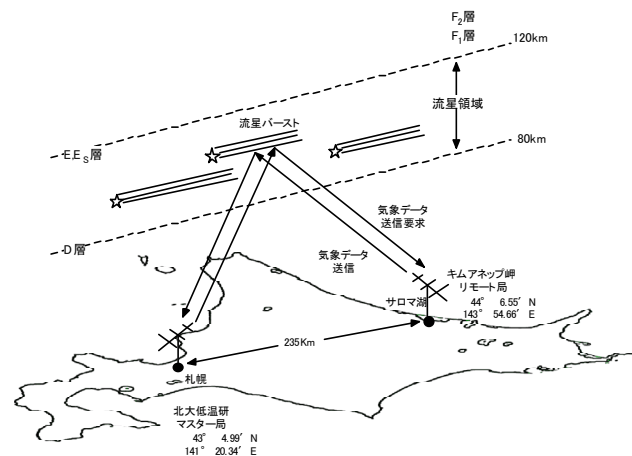 F2層
F1層
120km
流星バースト
流星領域
E,ES層
80km
D層
気象データ
送信要求
気象データ
送信
キムアネップ岬
リモート局
サロマ湖
44° 6.55′ N
143° 54.66′ E
235Km
札幌
北大低温研
マスター局
43° 4.99′ N
141° 20.34′ E